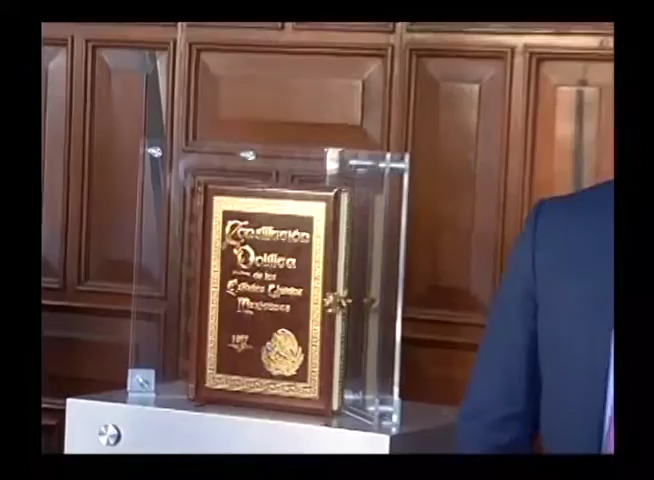 Constitución
Política
de los
Estados Unidos
Mexicanos
1917